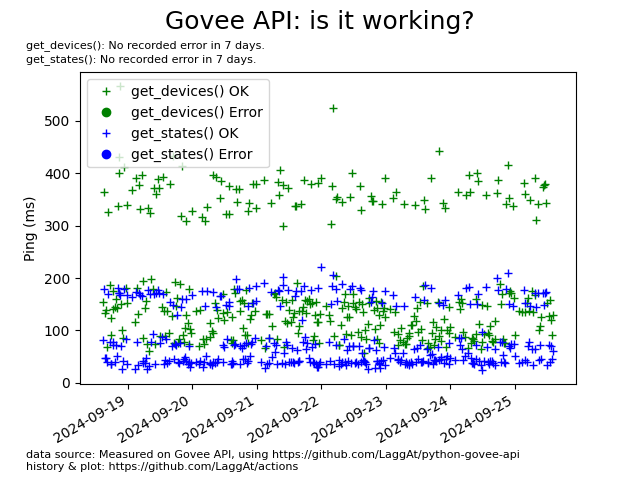 Govee API: is it working?
get_devices(): No recorded error in 7 days.
get_states(): No recorded error in 7 days.
get_devices() OK
get_devices() Error
get_states() OK
get_states() Error
Ping (ms)
500
400
300
200
100
0
2024-09-19
2024-09-20
2024-09-21
2024-09-22
2024-09-23
2024-09-24
2024-09-25
data source: Measured on Govee API, using https://github.com/LaggAt/python-govee-api
history & plot: https://github.com/LaggAt/actions